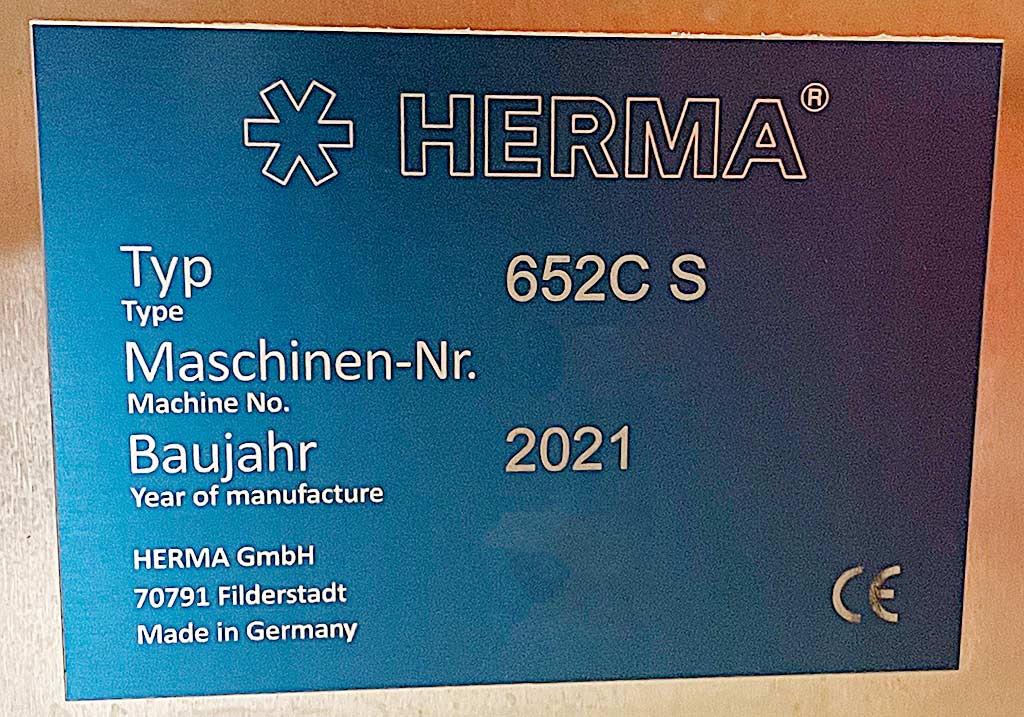 HERMA®
Typ 652C S
Type
Maschinen-Nr.
Machine No.
Baujahr 2021
Year of manufacture
HERMA GmbH
70791 Filderstadt
Made in Germany
CE